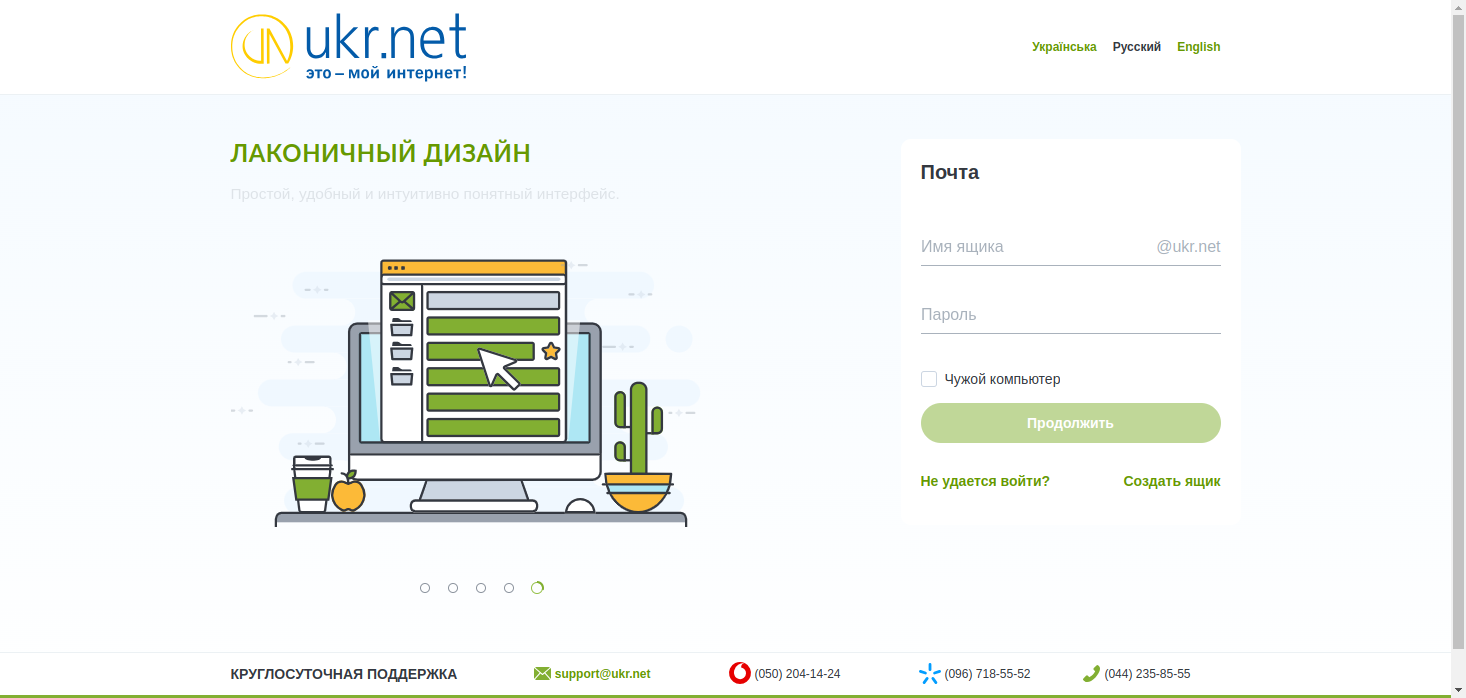 ukr.net
это – мой интернет!
Українська Русский English
ЛАКОНИЧНЫЙ ДИЗАЙН
Простой, удобный и интуитивно понятный интерфейс.
Почта
Имя ящика @ukr.net
Пароль
Чужой компьютер
Продолжить
Не удается войти? Создать ящик
КРУГЛОСУТОЧНАЯ ПОДДЕРЖКА support@ukr.net (050) 204-14-24 (096) 718-55-52 (044) 235-85-55